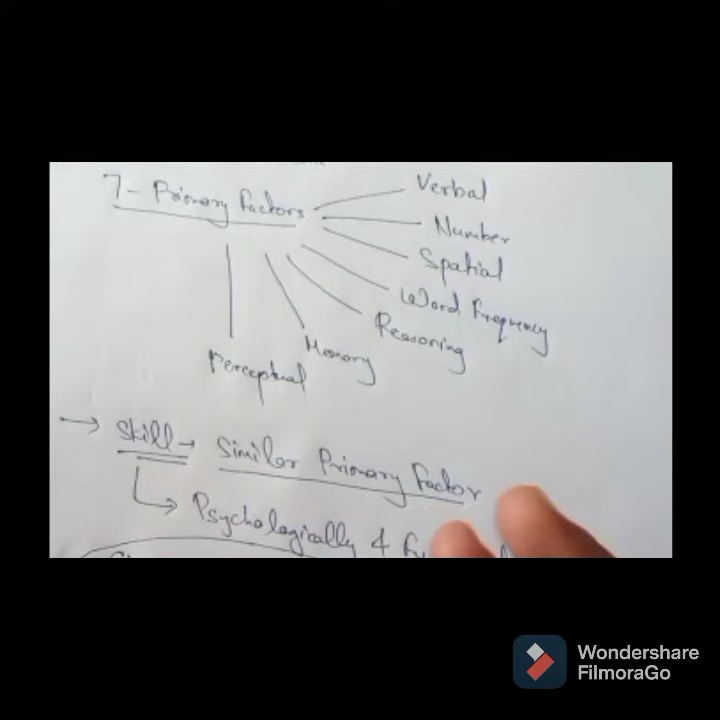 7- Primary Factors
Verbal
Number
Spatial
Word Frequency
Reasoning
Memory
Perceptual
→ Skill → Similar Primary Factor
→ Psychologically &
Wondershare
FilmoraGo